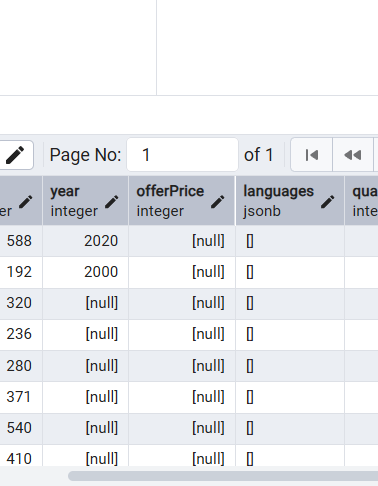 Page No: 1 of 1
er year offerPrice languages qua
integer integer jsonb inte
588 2020 [null] []
192 2000 [null] []
320 [null] [null] []
236 [null] [null] []
280 [null] [null] []
371 [null] [null] []
540 [null] [null] []
410 [null] [null] []